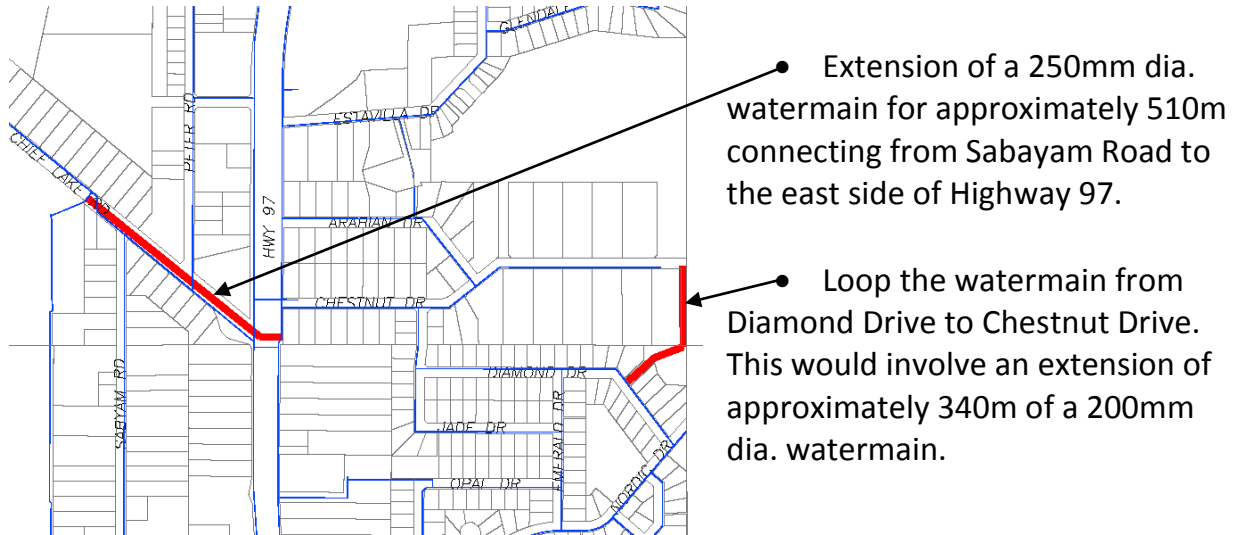 GLENDALE
ESTAVILLA DR
PETER RD
CHIEF LAKE RD
HWY 97
ARABIAN DR
CHESTNUT DR
SABYAM RD
DIAMOND DR
JADE DR
EMERALD DR
OPAL DR
NORDIC DR
• Extension of a 250mm dia.
watermain for approximately 510m
connecting from Sabayam Road to
the east side of Highway 97.
• Loop the watermain from
Diamond Drive to Chestnut Drive.
This would involve an extension of
approximately 340m of a 200mm
dia. watermain.